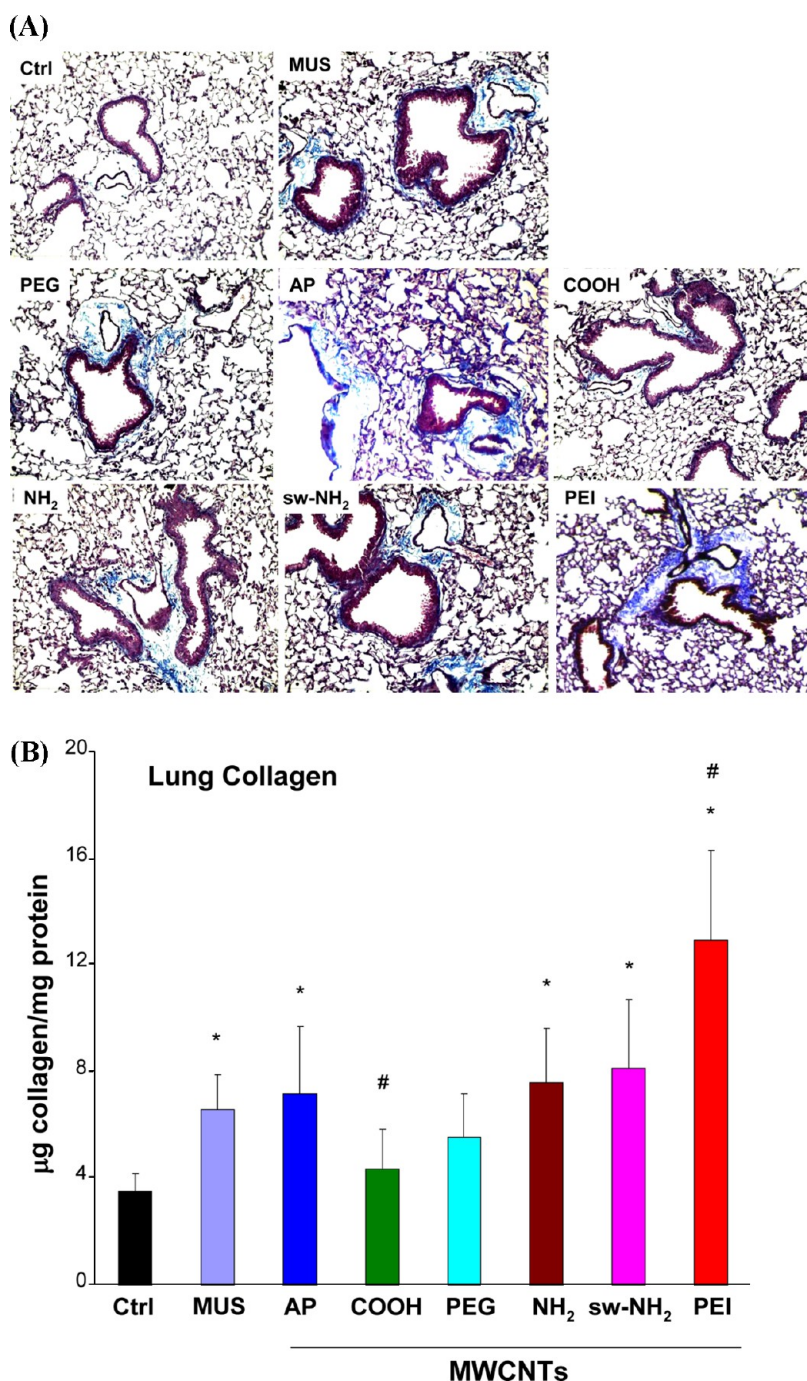 (A)
Ctrl
MUS
PEG
AP
COOH
NH₂
sw-NH₂
PEI
(B)
Lung Collagen
µg collagen/mg protein
20
16
12
8
4
0
*
*
#
*
*
#
*
Ctrl MUS AP COOH PEG NH₂ sw-NH₂ PEI
MWCNTs